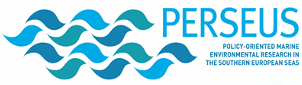 PERSEUS
POLICY-ORIENTED MARINE
ENVIRONMENTAL RESEARCH IN
THE SOUTHERN EUROPEAN SEAS